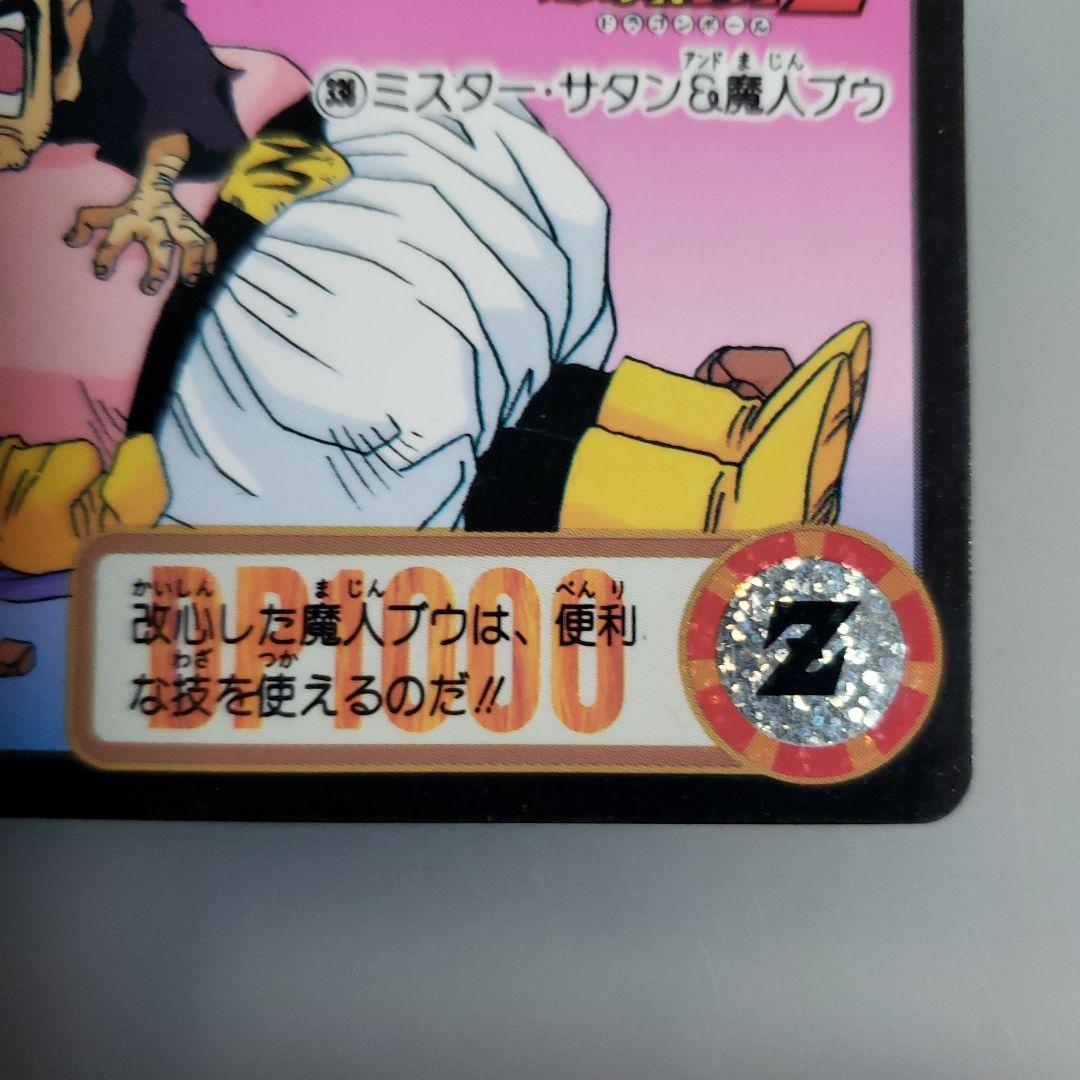 ドラゴンボール
ミスター・サタン&魔人ブウ
アンド まじん
DP1000
かいしん まじん べんり
改心した魔人ブウは、便利
わざ つか
な技を使えるのだ!!
Z